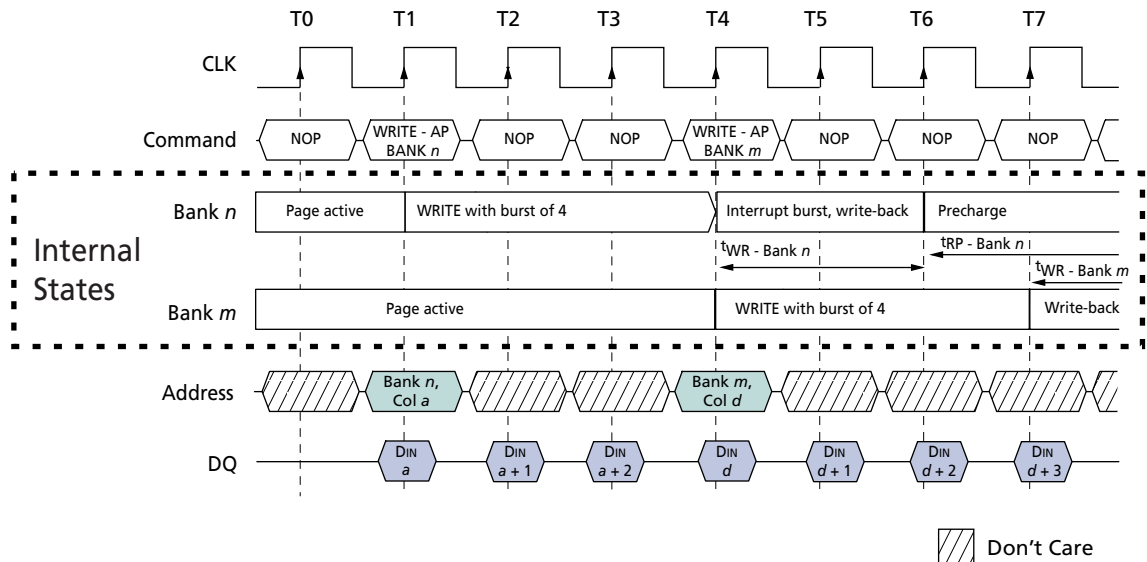 T0 T1 T2 T3 T4 T5 T6 T7
CLK
Command NOP WRITE - AP BANK n NOP NOP WRITE - AP BANK m NOP NOP NOP
Internal States
Bank n Page active WRITE with burst of 4 Interrupt burst, write-back Precharge
tWR - Bank n tRP - Bank n
tWR - Bank m
Bank m Page active WRITE with burst of 4 Write-back
Address Bank n, Col a Bank m, Col d
DQ DIN a DIN a + 1 DIN a + 2 DIN d DIN d + 1 DIN d + 2 DIN d + 3
Don't Care